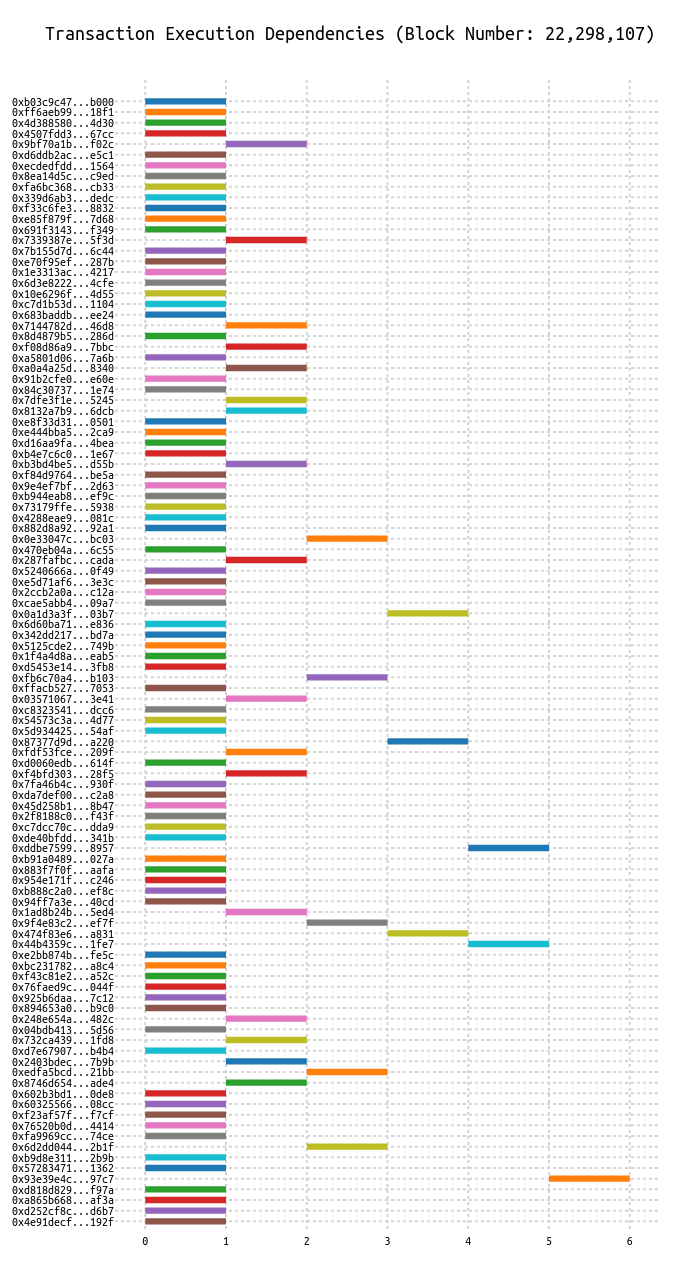 Transaction Execution Dependencies (Block Number: 22,298,107)
0xb03c9c47...b000
0xff6aeb99...18f1
0x4d388580...4d30
0x4507fdd3...67cc
0x9bf70a1b...f02c
0xd6ddb2ac...e5c1
0xecdedfdd...1564
0x8ea14d5c...c9ed
0xfa6bc368...cb33
0x339d6ab3...dedc
0xf33c6fe3...8832
0xe85f879f...7d68
0x691f3143...f349
0x7339387e...5f3d
0x7b155d7d...6c44
0xe70f95ef...287b
0x1e3313ac...4217
0x6d3e8222...4cfe
0x10e6296f...4d55
0xc7d1b53d...1104
0x683baddb...ee24
0x7144782d...46d8
0x8d4879b5...286d
0xf08d86a9...7bbc
0xa5801d06...7a6b
0xa0a4a25d...8340
0x91b2cfe0...e60e
0x84c30737...1e74
0x7dfe3f1e...5245
0x8132a7b9...6dcb
0xe8f33d31...0501
0xe444bba5...2ca9
0xd16aa9fa...4bea
0xb4e7c6c0...1e67
0xb3bd4be5...d55b
0xf84d9764...be5a
0x9e4ef7bf...2d63
0xb944eab8...ef9c
0x73179ffe...5938
0x4288eae9...081c
0x882d8a92...92a1
0x0e33047c...bc03
0x470eb04a...6c55
0x287fafbc...cada
0x5240666a...0f49
0xe5d71af6...3e3c
0x2ccb2a0a...c12a
0xcae5abb4...09a7
0x0a1d3a3f...03b7
0x6d60ba71...e836
0x342dd217...bd7a
0x5125cde2...749b
0x1f4a4d8a...eab5
0xd5453e14...3fb8
0xfb6c70a4...b103
0xffacb527...7053
0x03571067...3e41
0xc8323541...dcc6
0x54573c3a...4d77
0x5d934425...54af
0x87377d9d...a220
0xfdf53fce...209f
0xd0060edb...614f
0xf4bfd303...28f5
0x7fa46b4c...930f
0xda7def00...c2a8
0x45d258b1...8b47
0x2f8188c0...f43f
0xc7dcc70c...dda9
0xde40bfdd...341b
0xddbe7599...8957
0xb91a0489...027a
0x883f7f0f...aafa
0x954e171f...c246
0xb888c2a0...ef8c
0x94ff7a3e...40cd
0x1ad8b24b...5ed4
0x9f4e83c2...ef7f
0x474f83e6...a831
0x44b4359c...1fe7
0xe2bb874b...fe5c
0xbc231782...a8c4
0xf43c81e2...a52c
0x76faed9c...044f
0x925b6daa...7c12
0x894653a0...b9c0
0x248e654a...482c
0x04bdb413...5d56
0x732ca439...1fd8
0xd7e67907...b4b4
0x2403bdec...7b9b
0xedfa5bcd...21bb
0x8746d654...ade4
0x602b3bd1...0de8
0x60325566...08cc
0xf23af57f...f7cf
0x76520b0d...4414
0xfa9969cc...74ce
0x6d2dd044...2b1f
0xb9d8e311...2b9b
0x57283471...1362
0x93e39e4c...97c7
0xd818d829...f97a
0xa865b668...af3a
0xd252cf8c...d6b7
0x4e91decf...192f
0 1 2 3 4 5 6